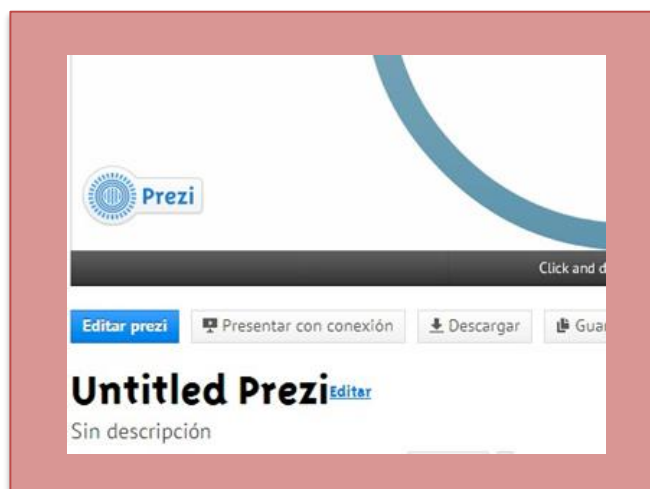 Prezi
Click and d
Editar prezi Presentar con conexión Descargar Gua
Untitled Prezi Editar
Sin descripción